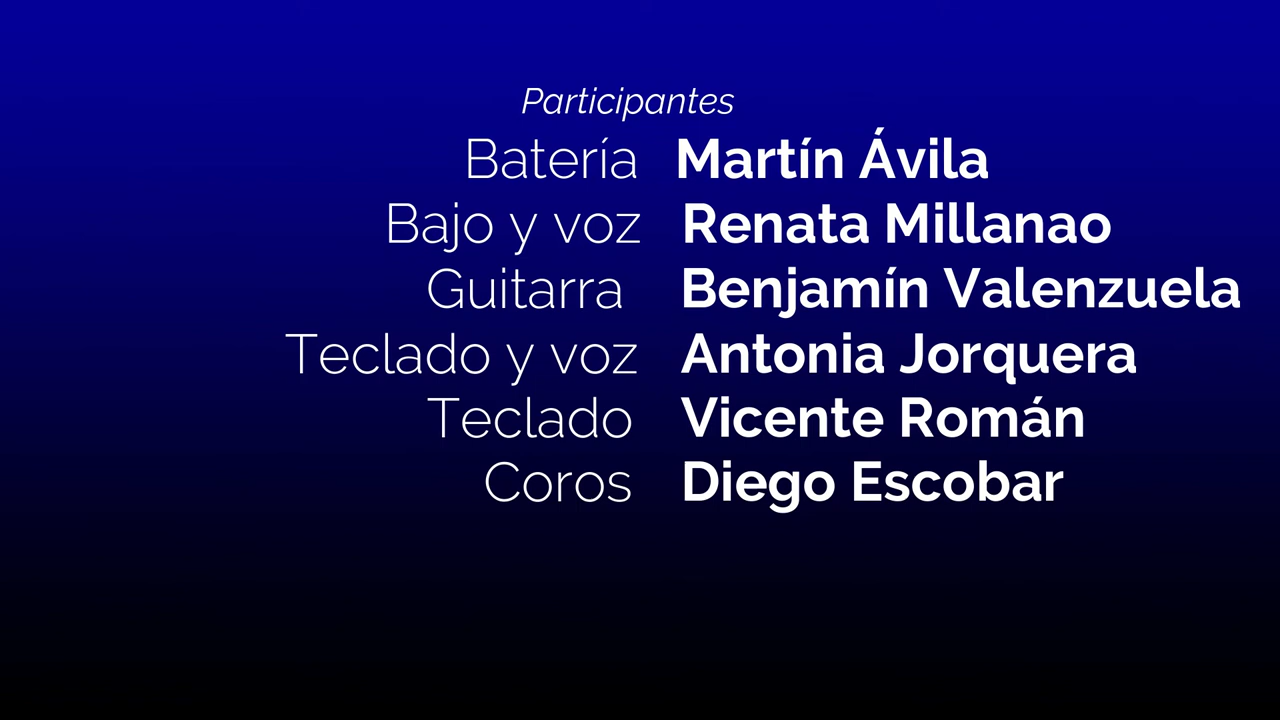 Participantes
Batería Martín Ávila
Bajo y voz Renata Millanao
Guitarra Benjamín Valenzuela
Teclado y voz Antonia Jorquera
Teclado Vicente Román
Coros Diego Escobar